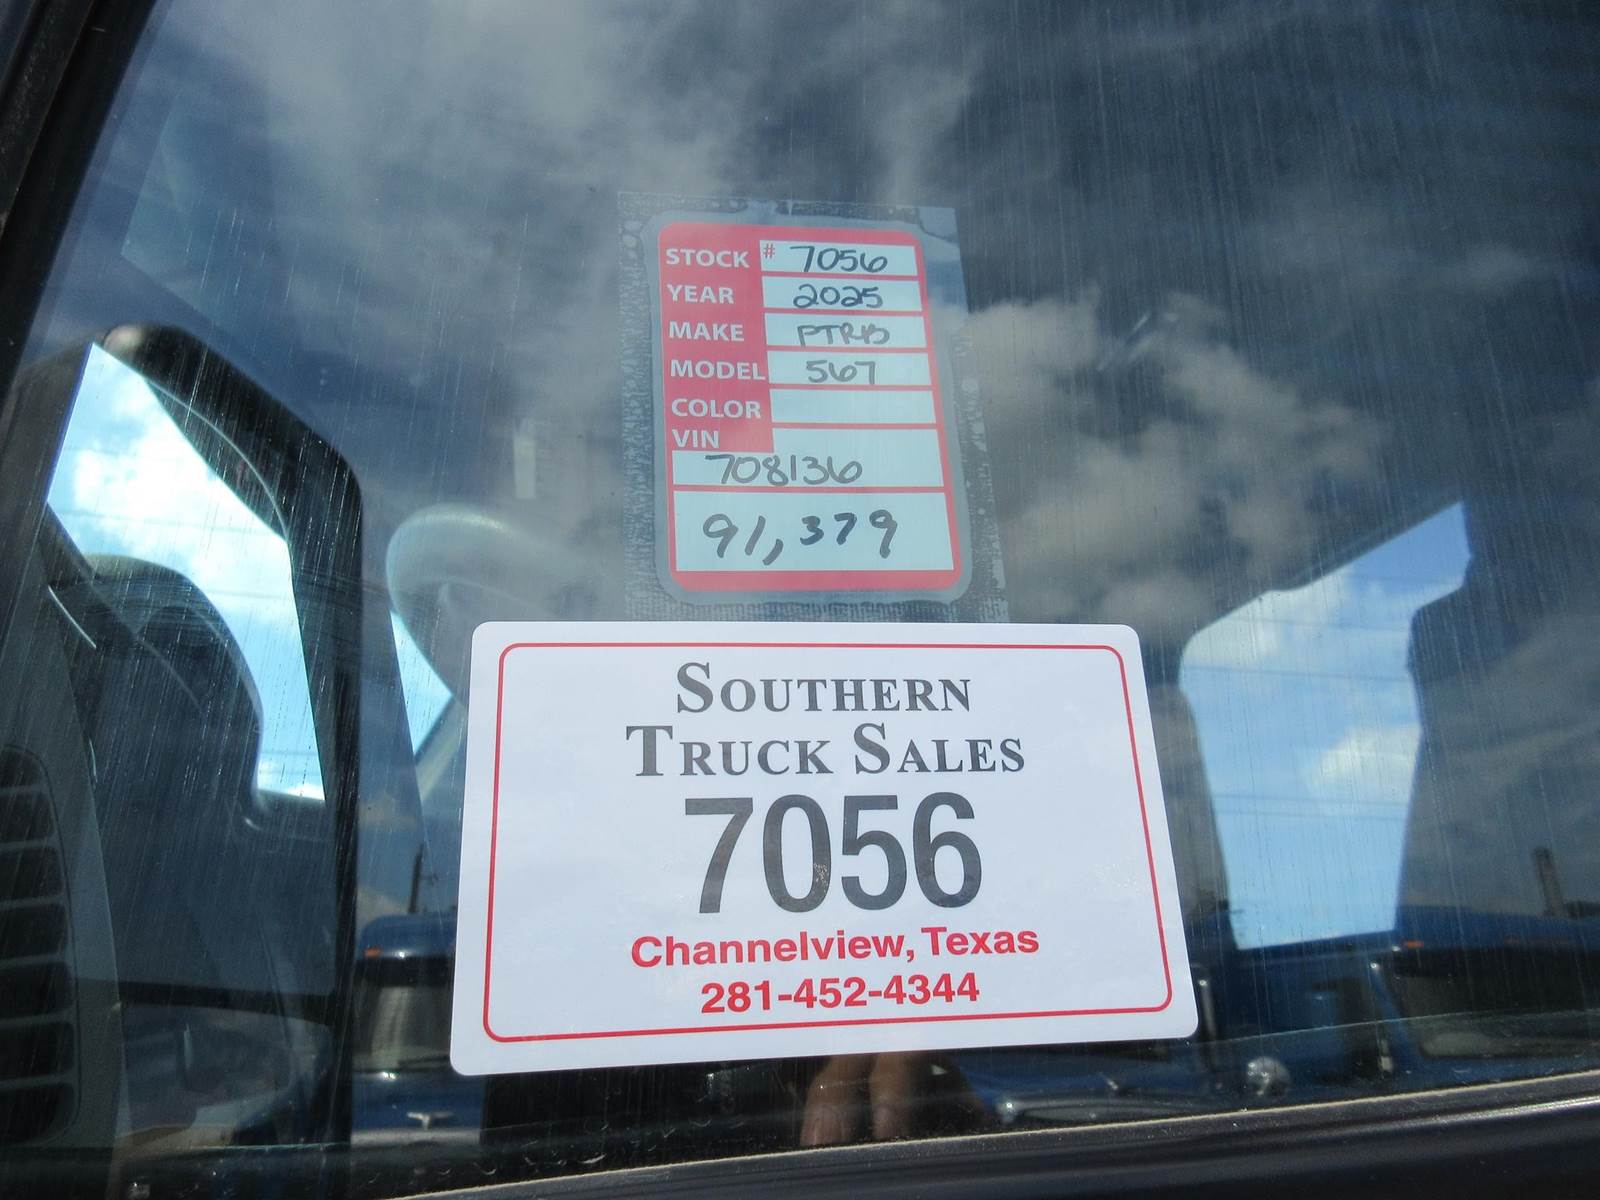 STOCK # 7056
YEAR 2025
MAKE PTRB
MODEL 567
COLOR
VIN
708136
91,379
SOUTHERN
TRUCK SALES
7056
Channelview, Texas
281-452-4344